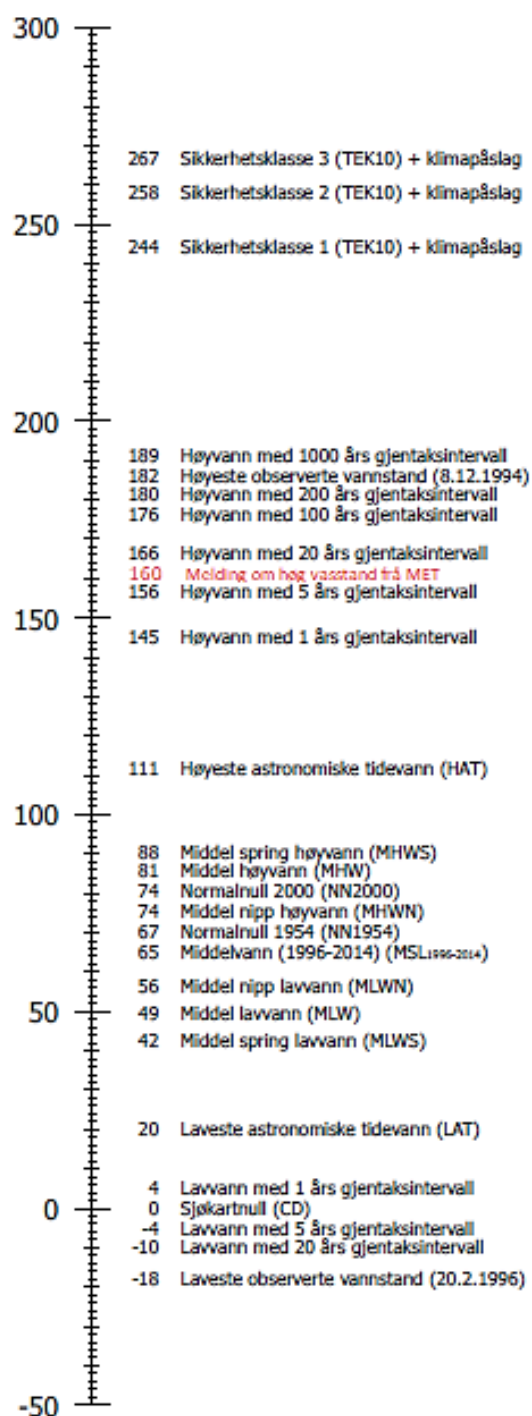 300
267 Sikkerhetsklasse 3 (TEK10) + klimapåslag
258 Sikkerhetsklasse 2 (TEK10) + klimapåslag
250
244 Sikkerhetsklasse 1 (TEK10) + klimapåslag
200
189 Høyvann med 1000 års gjentaksintervall
182 Høyeste observerte vannstand (8.12.1994)
180 Høyvann med 200 års gjentaksintervall
176 Høyvann med 100 års gjentaksintervall
166 Høyvann med 20 års gjentaksintervall
160 Melding om høg vasstand frå MET
156 Høyvann med 5 års gjentaksintervall
150
145 Høyvann med 1 års gjentaksintervall
111 Høyeste astronomiske tidevann (HAT)
100
88 Middel spring høyvann (MHWS)
81 Middel høyvann (MHW)
74 Normalnull 2000 (NN2000)
74 Middel nipp høyvann (MHWN)
67 Normalnull 1954 (NN1954)
65 Middelvann (1996-2014) (MSL1996-2014)
56 Middel nipp lavvann (MLWN)
50
49 Middel lavvann (MLW)
42 Middel spring lavvann (MLWS)
20 Laveste astronomiske tidevann (LAT)
4 Lavvann med 1 års gjentaksintervall
0
0 Sjøkartnull (CD)
-4 Lavvann med 5 års gjentaksintervall
-10 Lavvann med 20 års gjentaksintervall
-18 Laveste observerte vannstand (20.2.1996)
-50